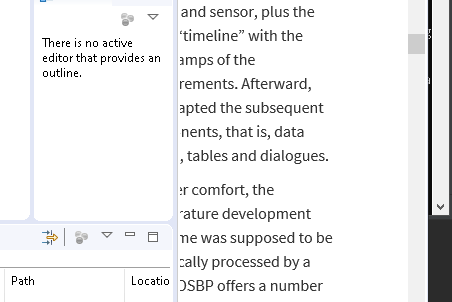 There is no active
editor that provides an
outline.
Path
Locatio
and sensor, plus the
"timeline" with the
amps of the
rements. Afterward,
apted the subsequent
nents, that is, data
, tables and dialogues.
er comfort, the
rature development
me was supposed to be
cally processed by a
OSBP offers a number